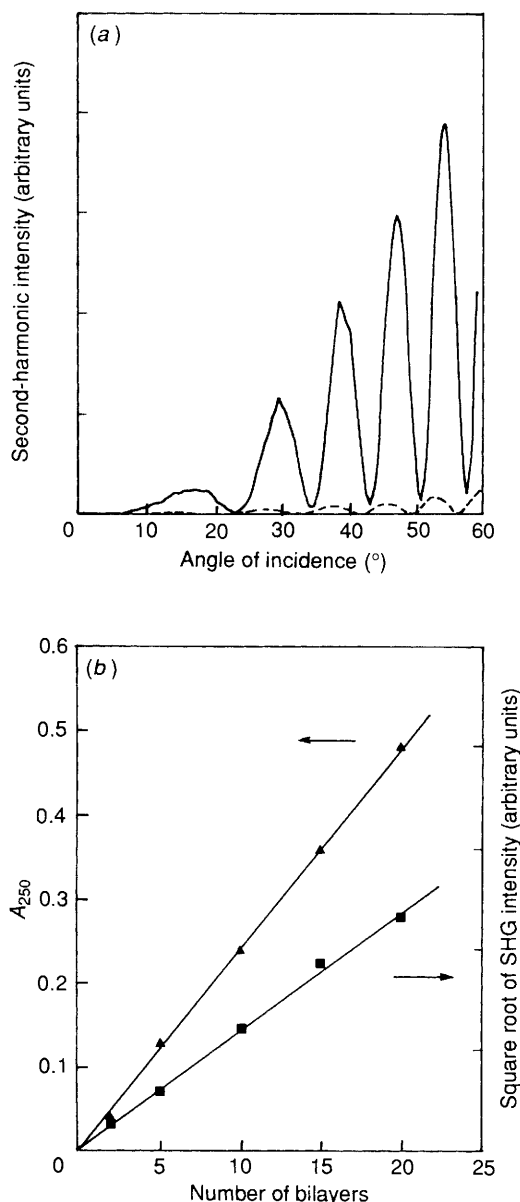 (a)
Second-harmonic intensity (arbitrary units)
0 10 20 30 40 50 60
Angle of incidence (°)
(b)
0.6
0.5
0.4
0.3
0.2
0.1
0
A250
Square root of SHG intensity (arbitrary units)
5 10 15 20 25
Number of bilayers